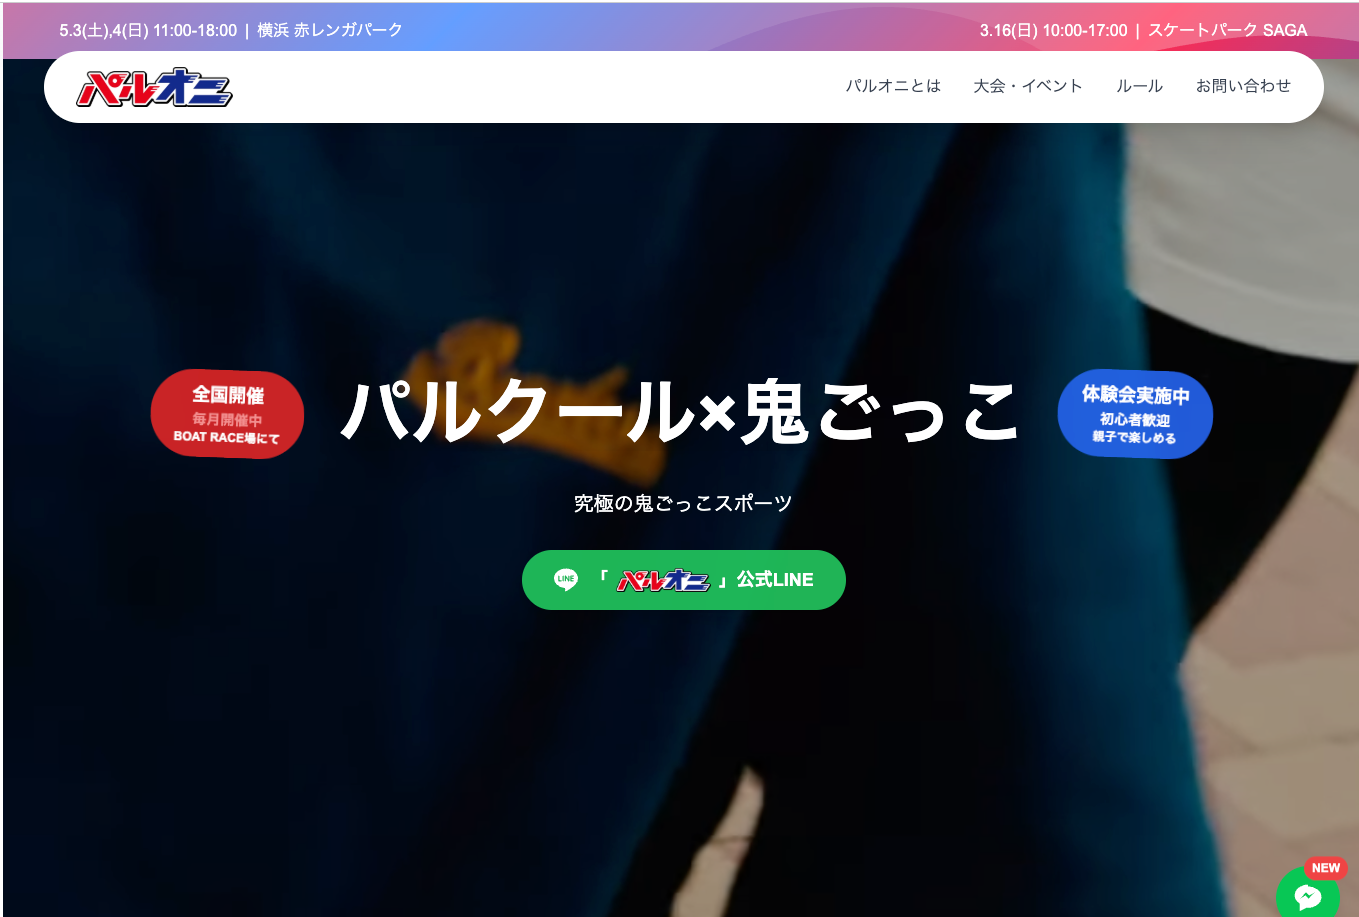 5.3(土),4(日) 11:00-18:00 | 横浜 赤レンガパーク
3.16(日) 10:00-17:00 | スケートパーク SAGA
パルオニ
パルオニとは
大会・イベント
ルール
お問い合わせ
全国開催
毎月開催中
BOAT RACE場にて
パルクール×鬼ごっこ
体験会実施中
初心者歓迎
親子で楽しめる
究極の鬼ごっこスポーツ
LINE 「パルオニ」公式LINE
NEW